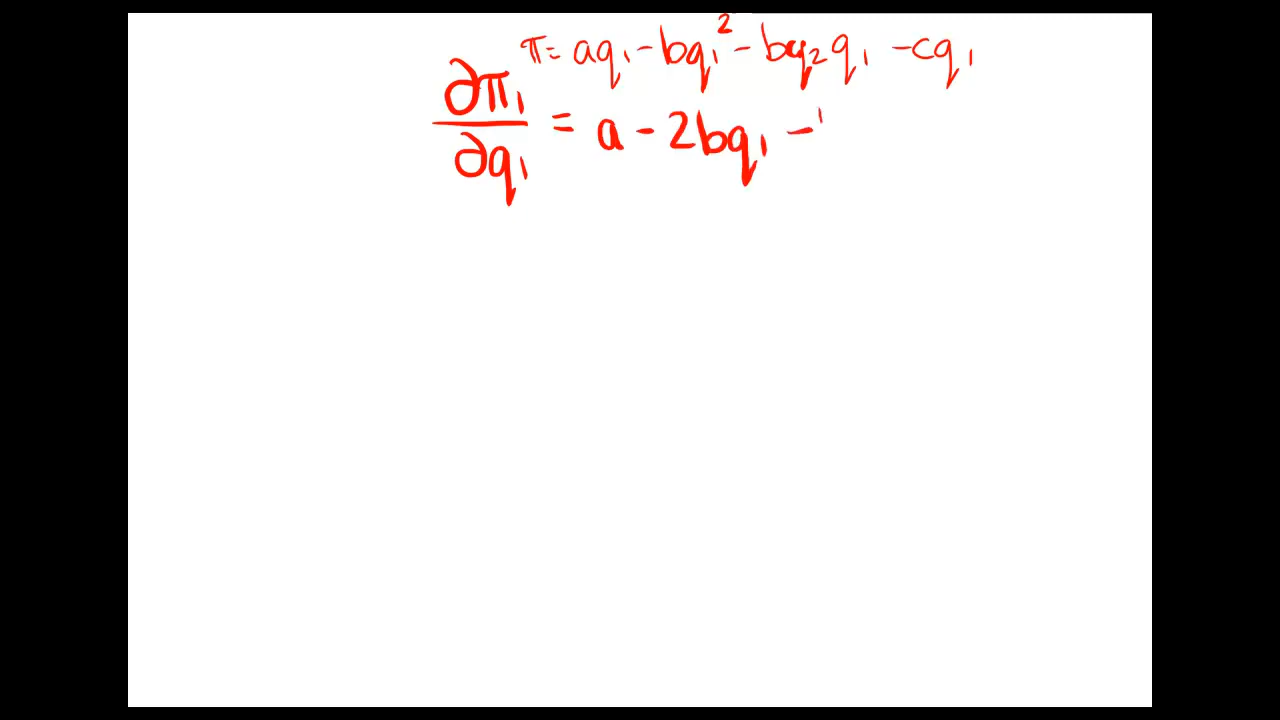 π = aq₁ - bq₁² - bq₂q₁ - cq₁
∂π₁/∂q₁ = a - 2bq₁ -